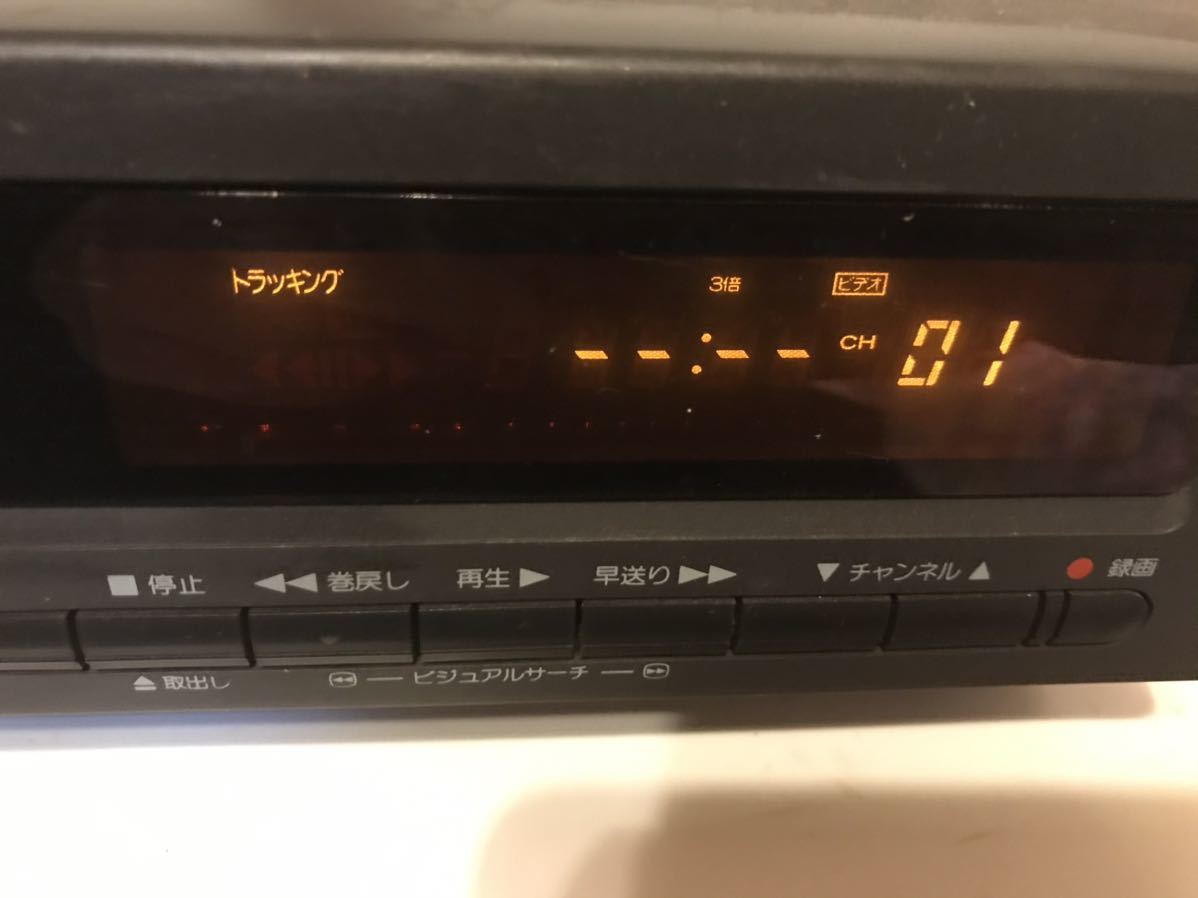 トラッキング 3倍 ビデオ
--:-- CH 01
■ 停止 ◀◀ 巻戻し 再生 ▶ 早送り ▶▶ ▼ チャンネル ▲ ● 録画
⏏ 取出し ◀◀ — ビジュアルサーチ — ▶▶